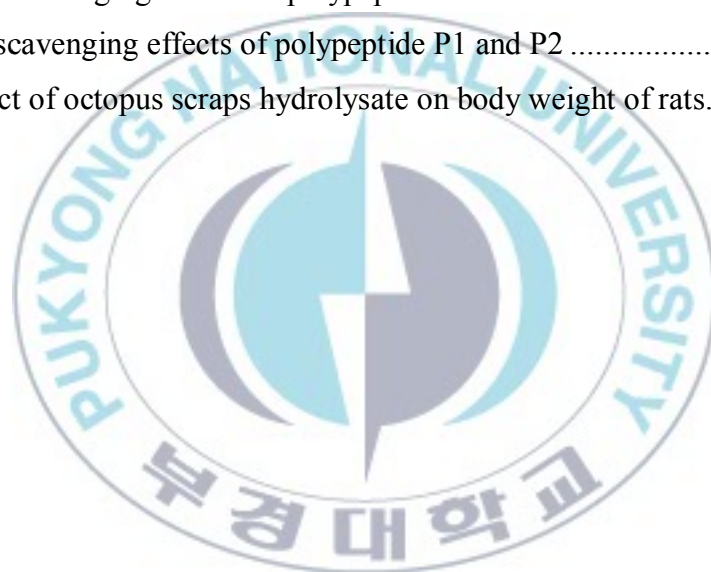 scavenging effects of polypeptide P1 and P2 ..................
ct of octopus scraps hydrolysate on body weight of rats.
PUKYONG NATIONAL UNIVERSITY
부경대학교